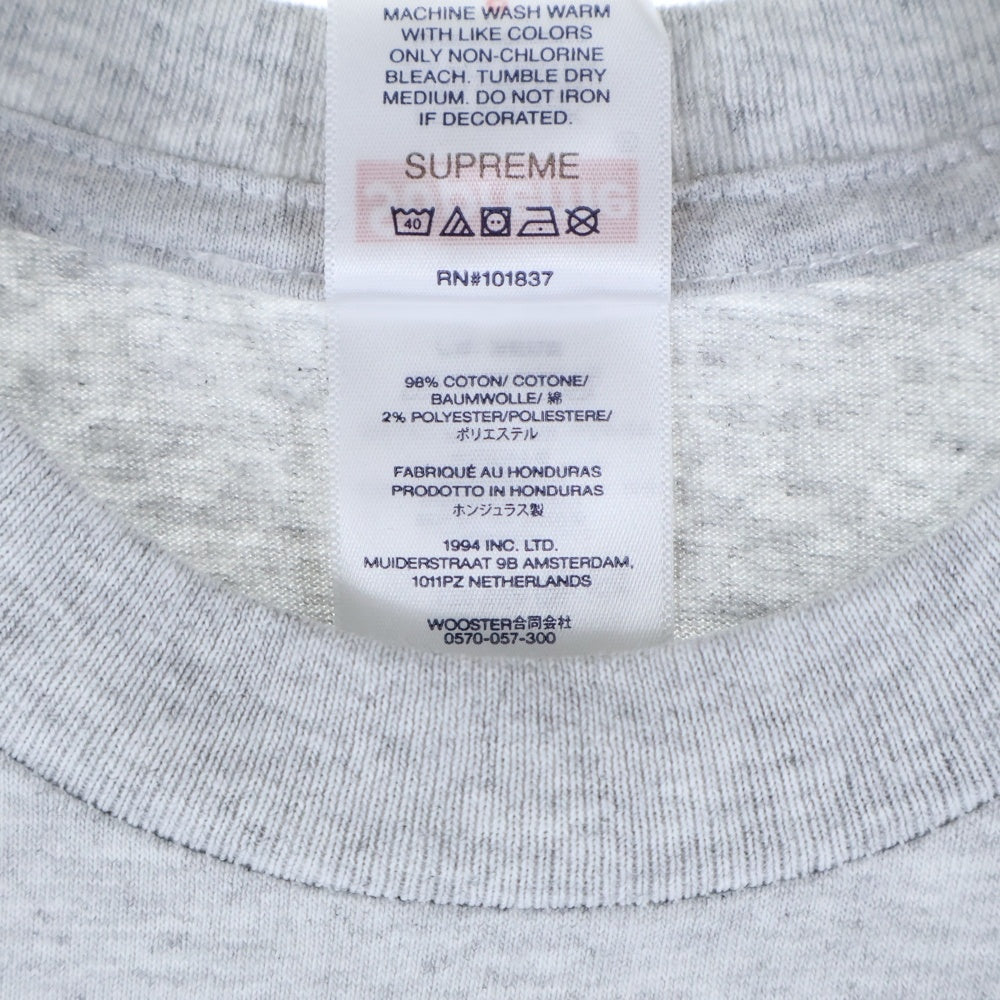 MACHINE WASH WARM
WITH LIKE COLORS
ONLY NON-CHLORINE
BLEACH. TUMBLE DRY
MEDIUM. DO NOT IRON
IF DECORATED.
SUPREME
40
RN#101837
98% COTON/ COTONE/
BAUMWOLLE/ 綿
2% POLYESTER/POLIESTERE/
ポリエステル
FABRIQUÉ AU HONDURAS
PRODOTTO IN HONDURAS
ホンジュラス製
1994 INC. LTD.
MUIDERSTRAAT 9B AMSTERDAM,
1011PZ NETHERLANDS
WOOSTER合同会社
0570-057-300